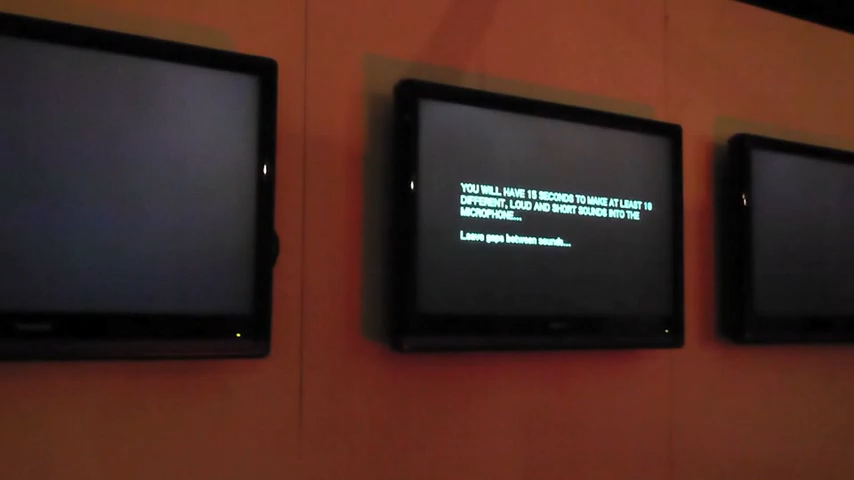 YOU WILL HAVE 15 SECONDS TO MAKE AT LEAST 10
DIFFERENT, LOUD AND SHORT SOUNDS INTO THE
MICROPHONE...
Leave gaps between sounds...